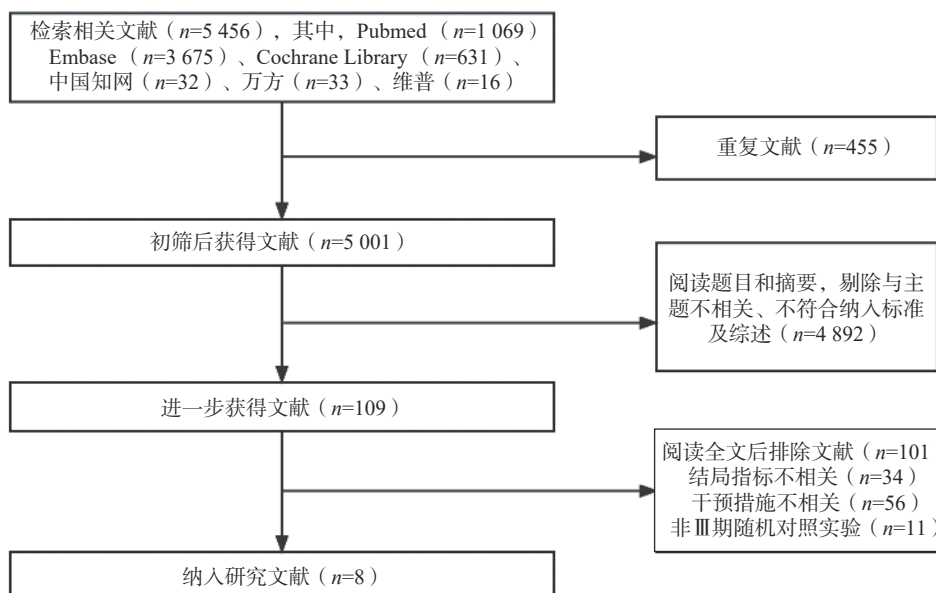 检索相关文献（n=5 456），其中，Pubmed（n=1 069）
Embase（n=3 675）、Cochrane Library（n=631）、
中国知网（n=32）、万方（n=33）、维普（n=16）
重复文献（n=455）
初筛后获得文献（n=5 001）
阅读题目和摘要，剔除与主
题不相关、不符合纳入标准
及综述（n=4 892）
进一步获得文献（n=109）
阅读全文后排除文献（n=101
结局指标不相关（n=34）
干预措施不相关（n=56）
非Ⅲ期随机对照实验（n=11）
纳入研究文献（n=8）